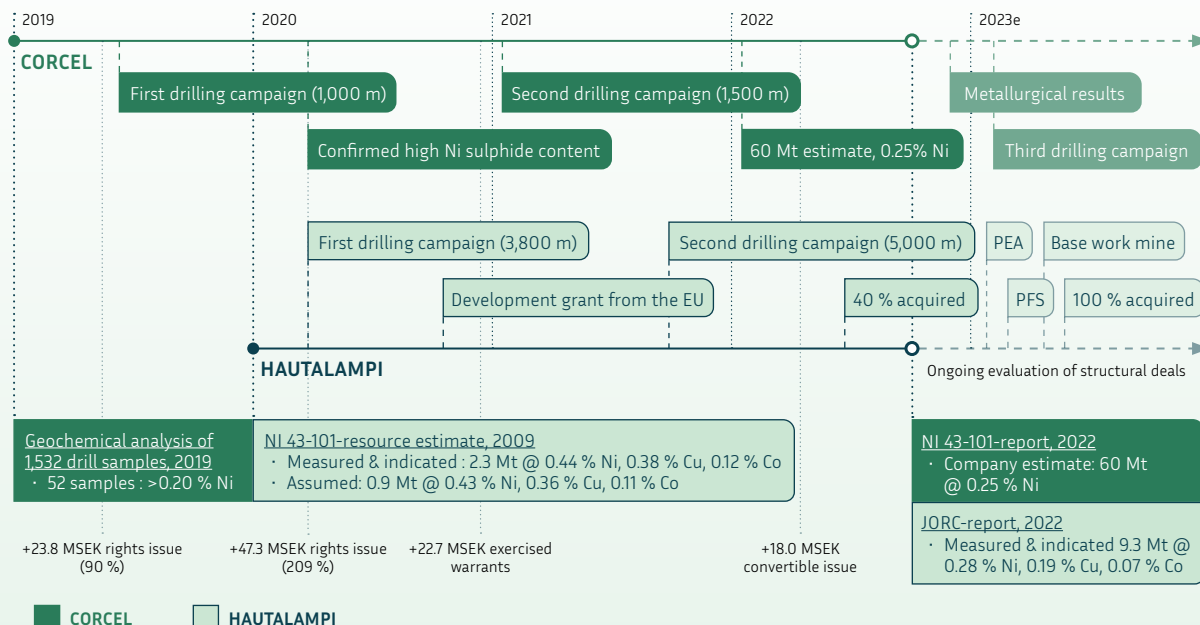 2019
2020
2021
2022
2023e
CORCEL
First drilling campaign (1,000 m)
Second drilling campaign (1,500 m)
Metallurgical results
Confirmed high Ni sulphide content
60 Mt estimate, 0.25% Ni
Third drilling campaign
First drilling campaign (3,800 m)
Second drilling campaign (5,000 m)
PEA
Base work mine
Development grant from the EU
40 % acquired
PFS
100 % acquired
HAUTALAMPI
Ongoing evaluation of structural deals
Geochemical analysis of
1,532 drill samples, 2019
· 52 samples : >0.20 % Ni
NI 43-101-resource estimate, 2009
· Measured & indicated : 2.3 Mt @ 0.44 % Ni, 0.38 % Cu, 0.12 % Co
· Assumed: 0.9 Mt @ 0.43 % Ni, 0.36 % Cu, 0.11 % Co
NI 43-101-report, 2022
· Company estimate: 60 Mt
@ 0.25 % Ni
JORC-report, 2022
· Measured & indicated 9.3 Mt @
0.28 % Ni, 0.19 % Cu, 0.07 % Co
+23.8 MSEK rights issue
(90 %)
+47.3 MSEK rights issue
(209 %)
+22.7 MSEK exercised
warrants
+18.0 MSEK
convertible issue
CORCEL
HAUTALAMPI